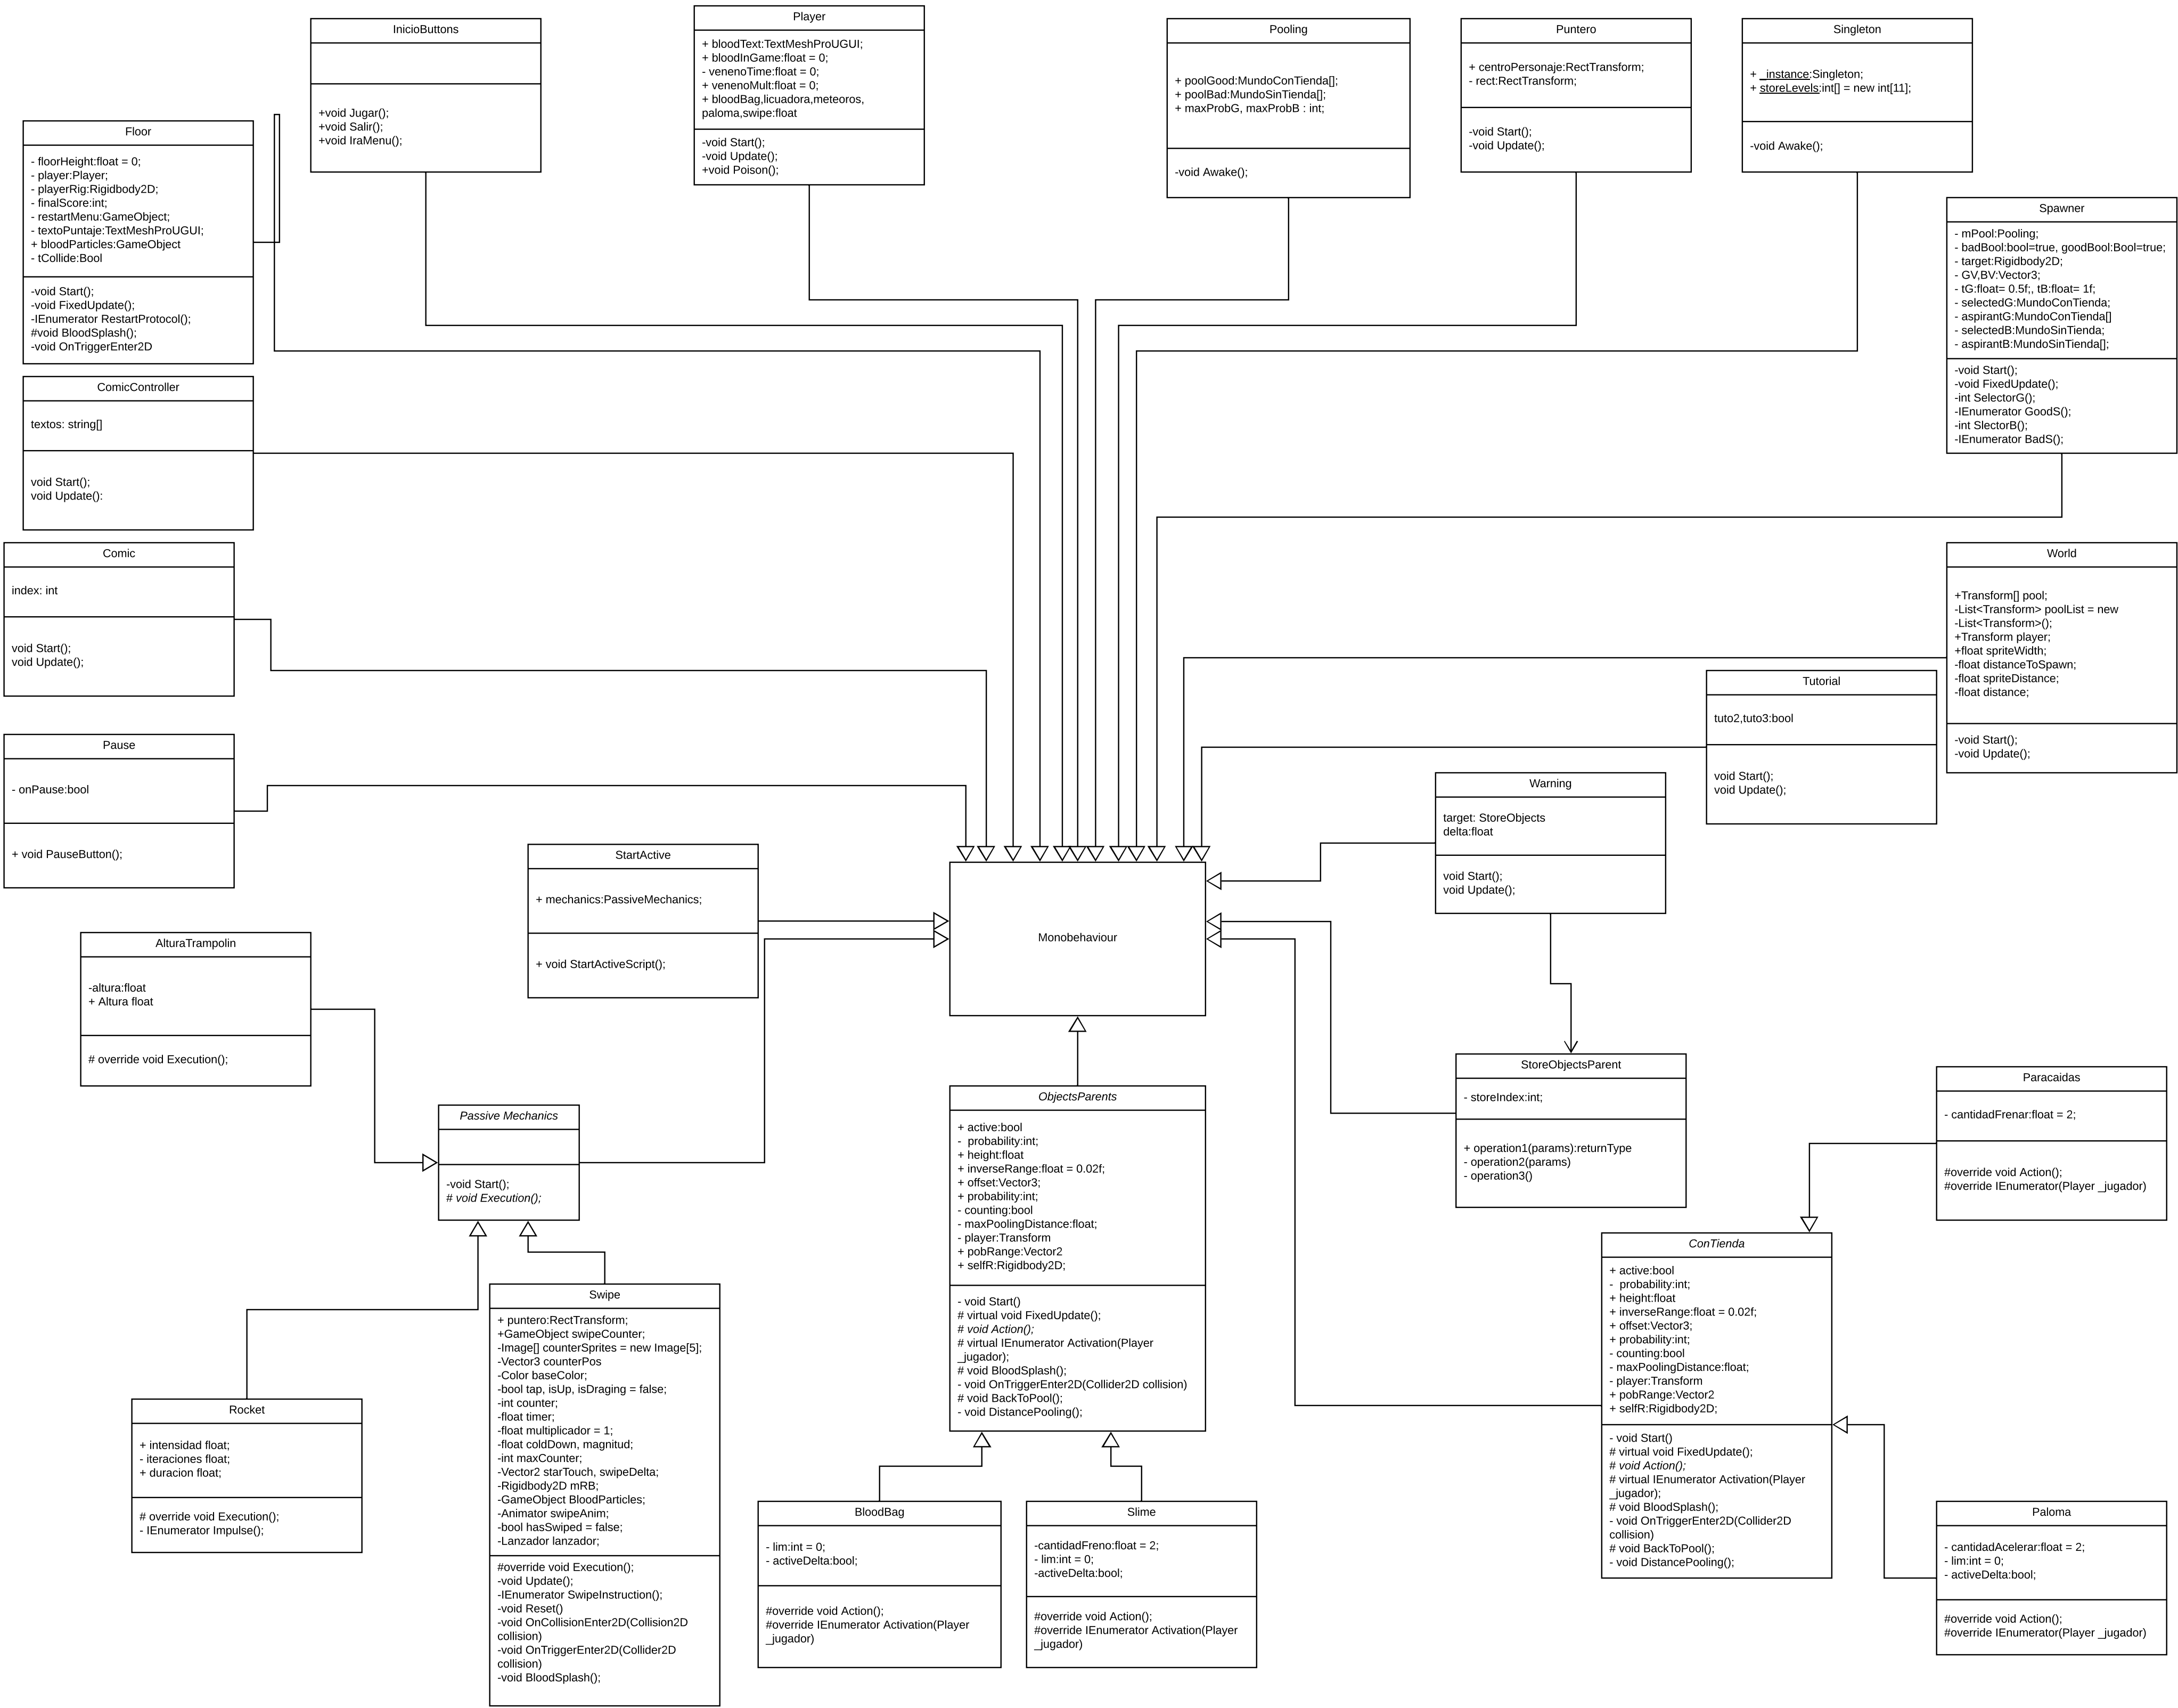 InicioButtons
+void Jugar();
+void Salir();
+void IraMenu();
Player
+ bloodText:TextMeshProUGUI;
+ bloodInGame:float = 0;
- venenoTime:float = 0;
+ venenoMult:float = 0;
+ bloodBag,licuadora,meteoros,
paloma,swipe:float
-void Start();
-void Update();
+void Poison();
Pooling
+ poolGood:MundoConTienda[];
+ poolBad:MundoSinTienda[];
+ maxProbG, maxProbB : int;
-void Awake();
Puntero
+ centroPersonaje:RectTransform;
- rect:RectTransform;
-void Start();
-void Update();
Singleton
+ _instance:Singleton;
+ storeLevels:int[] = new int[11];
-void Awake();
Floor
- floorHeight:float = 0;
- player:Player;
- playerRig:Rigidbody2D;
- finalScore:int;
- restartMenu:GameObject;
- textoPuntaje:TextMeshProUGUI;
+ bloodParticles:GameObject
- tCollide:Bool
-void Start();
-void FixedUpdate();
-IEnumerator RestartProtocol();
#void BloodSplash();
-void OnTriggerEnter2D
Spawner
- mPool:Pooling;
- badBool:bool=true, goodBool:Bool=true;
- target:Rigidbody2D;
- GV,BV:Vector3;
- tG:float= 0.5f;, tB:float= 1f;
- selectedG:MundoConTienda;
- aspirantG:MundoConTienda[]
- selectedB:MundoSinTienda;
- aspirantB:MundoSinTienda[];
-void Start();
-void FixedUpdate();
-int SelectorG();
-IEnumerator GoodS();
-int SlectorB();
-IEnumerator BadS();
ComicController
textos: string[]
void Start();
void Update():
Comic
index: int
void Start();
void Update();
World
+Transform[] pool;
-List<Transform> poolList = new
-List<Transform>();
+Transform player;
+float spriteWidth;
-float distanceToSpawn;
-float spriteDistance;
-float distance;
-void Start();
-void Update();
Tutorial
tuto2,tuto3:bool
void Start();
void Update();
Pause
- onPause:bool
+ void PauseButton();
Warning
target: StoreObjects
delta:float
void Start();
void Update();
StartActive
+ mechanics:PassiveMechanics;
+ void StartActiveScript();
Monobehaviour
AlturaTrampolin
-altura:float
+ Altura float
# override void Execution();
Passive Mechanics
-void Start();
# void Execution();
ObjectsParents
+ active:bool
-  probability:int;
+ height:float
+ inverseRange:float = 0.02f;
+ offset:Vector3;
+ probability:int;
- counting:bool
- maxPoolingDistance:float;
- player:Transform
+ pobRange:Vector2
+ selfR:Rigidbody2D;
- void Start()
# virtual void FixedUpdate();
# void Action();
# virtual IEnumerator Activation(Player
_jugador);
# void BloodSplash();
- void OnTriggerEnter2D(Collider2D collision)
# void BackToPool();
- void DistancePooling();
StoreObjectsParent
- storeIndex:int;
+ operation1(params):returnType
- operation2(params)
- operation3()
Paracaidas
- cantidadFrenar:float = 2;
#override void Action();
#override IEnumerator(Player _jugador)
ConTienda
+ active:bool
-  probability:int;
+ height:float
+ inverseRange:float = 0.02f;
+ offset:Vector3;
+ probability:int;
- counting:bool
- maxPoolingDistance:float;
- player:Transform
+ pobRange:Vector2
+ selfR:Rigidbody2D;
- void Start()
# virtual void FixedUpdate();
# void Action();
# virtual IEnumerator Activation(Player
_jugador);
# void BloodSplash();
- void OnTriggerEnter2D(Collider2D
collision)
# void BackToPool();
- void DistancePooling();
Swipe
+ puntero:RectTransform;
+GameObject swipeCounter;
-Image[] counterSprites = new Image[5];
-Vector3 counterPos
-Color baseColor;
-bool tap, isUp, isDraging = false;
-int counter;
-float timer;
-float multiplicador = 1;
-float coldDown, magnitud;
-int maxCounter;
-Vector2 starTouch, swipeDelta;
-Rigidbody2D mRB;
-GameObject BloodParticles;
-Animator swipeAnim;
-bool hasSwiped = false;
-Lanzador lanzador;
#override void Execution();
-void Update();
-IEnumerator SwipeInstruction();
-void Reset()
-void OnCollisionEnter2D(Collision2D
collision)
-void OnTriggerEnter2D(Collider2D
collision)
-void BloodSplash();
Rocket
+ intensidad float;
- iteraciones float;
+ duracion float;
# override void Execution();
- IEnumerator Impulse();
BloodBag
- lim:int = 0;
- activeDelta:bool;
#override void Action();
#override IEnumerator Activation(Player
_jugador)
Slime
-cantidadFreno:float = 2;
- lim:int = 0;
-activeDelta:bool;
#override void Action();
#override IEnumerator Activation(Player
_jugador)
Paloma
- cantidadAcelerar:float = 2;
- lim:int = 0;
- activeDelta:bool;
#override void Action();
#override IEnumerator(Player _jugador)